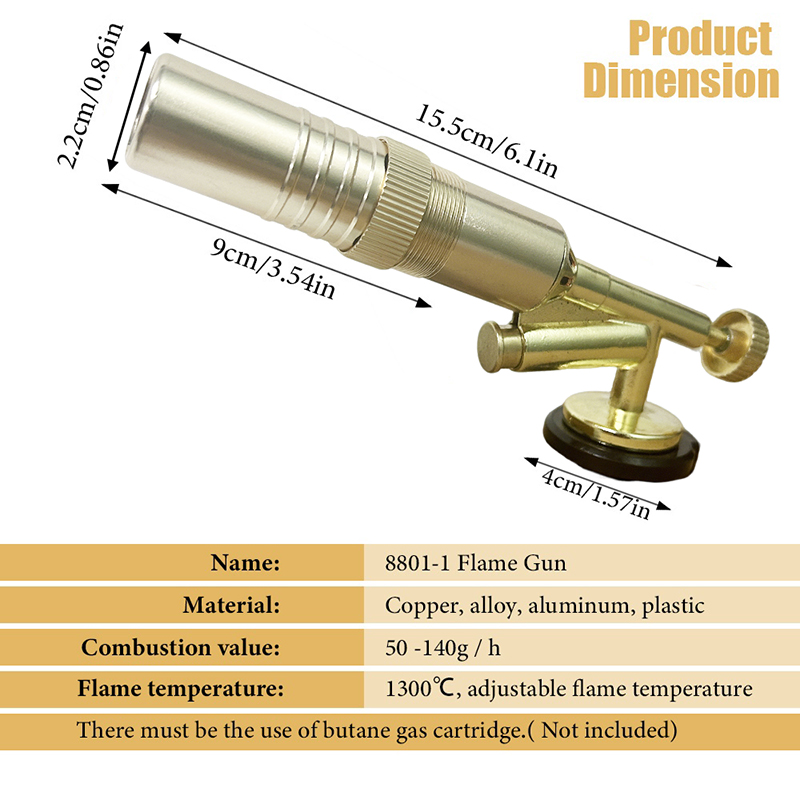 Product
Dimension
2.2cm/0.86in
15.5cm/6.1in
9cm/3.54in
4cm/1.57in
Name: 8801-1 Flame Gun
Material: Copper, alloy, aluminum, plastic
Combustion value: 50 -140g / h
Flame temperature: 1300℃, adjustable flame temperature
There must be the use of butane gas cartridge.( Not included)